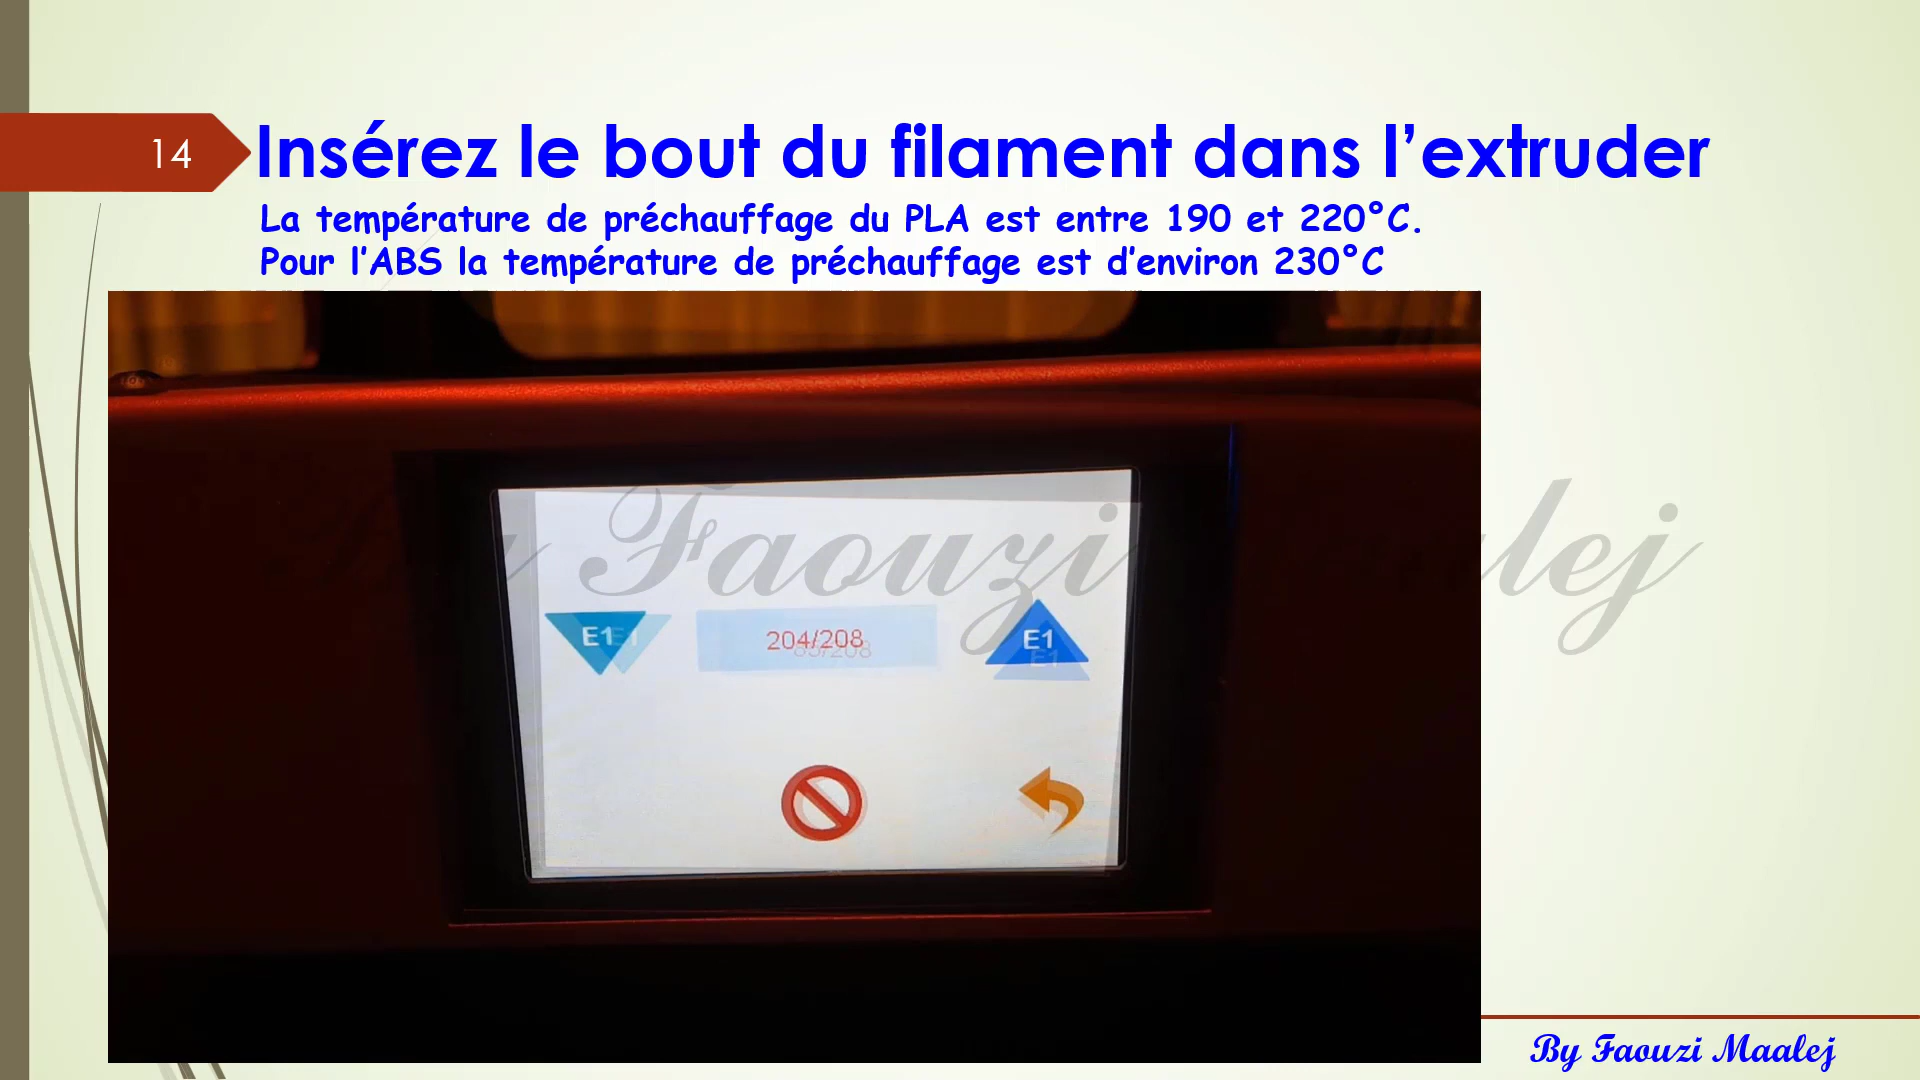 14
Insérez le bout du filament dans l’extruder
La température de préchauffage du PLA est entre 190 et 220°C.
Pour l’ABS la température de préchauffage est d’environ 230°C
Faouzi
E1 204/208 E1
By Faouzi Maalej